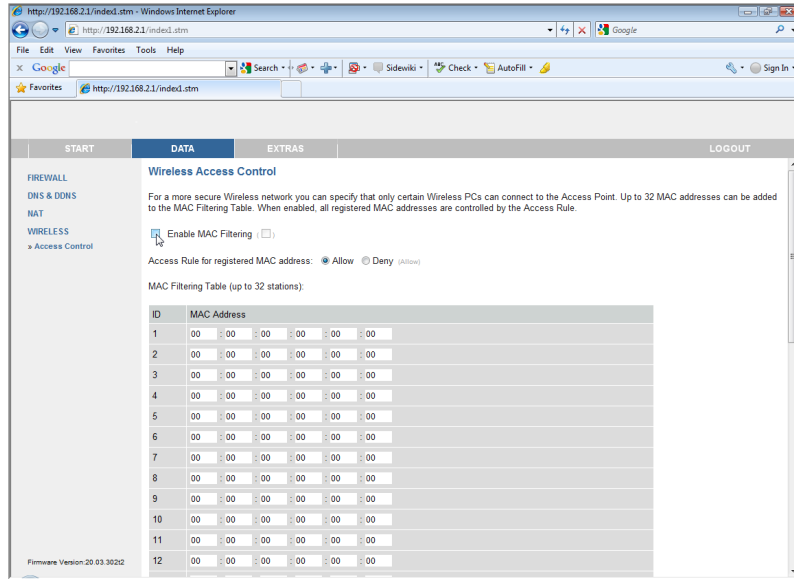 http://192.168.2.1/index1.stm - Windows Internet Explorer
http://192.168.2.1/index1.stm
Google
File Edit View Favorites Tools Help
x Google Search Sidewiki Check AutoFill Sign In
Favorites http://192.168.2.1/index1.stm
START DATA EXTRAS LOGOUT
FIREWALL
DNS & DDNS
NAT
WIRELESS
» Access Control
Wireless Access Control
For a more secure Wireless network you can specify that only certain Wireless PCs can connect to the Access Point. Up to 32 MAC addresses can be added
to the MAC Filtering Table. When enabled, all registered MAC addresses are controlled by the Access Rule.
Enable MAC Filtering ( )
Access Rule for registered MAC address: Allow Deny (Allow)
MAC Filtering Table (up to 32 stations):
ID MAC Address
1 00 : 00 : 00 : 00 : 00 : 00
2 00 : 00 : 00 : 00 : 00 : 00
3 00 : 00 : 00 : 00 : 00 : 00
4 00 : 00 : 00 : 00 : 00 : 00
5 00 : 00 : 00 : 00 : 00 : 00
6 00 : 00 : 00 : 00 : 00 : 00
7 00 : 00 : 00 : 00 : 00 : 00
8 00 : 00 : 00 : 00 : 00 : 00
9 00 : 00 : 00 : 00 : 00 : 00
10 00 : 00 : 00 : 00 : 00 : 00
11 00 : 00 : 00 : 00 : 00 : 00
12 00 : 00 : 00 : 00 : 00 : 00
Firmware Version:20.03.302t2